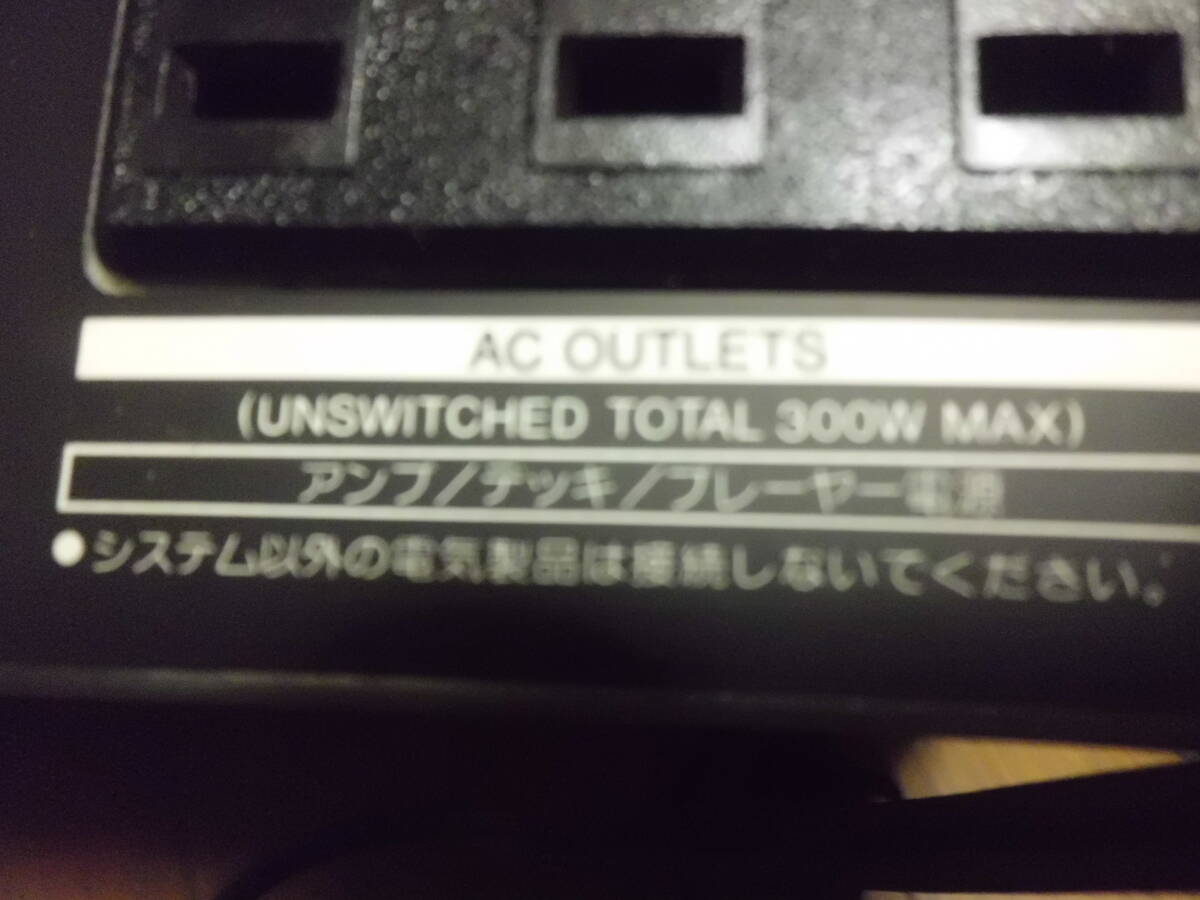 AC OUTLETS
(UNSWITCHED TOTAL 300W MAX)
アンプ/デッキ/プレーヤー電源
●システム以外の電気製品は接続しないでください。